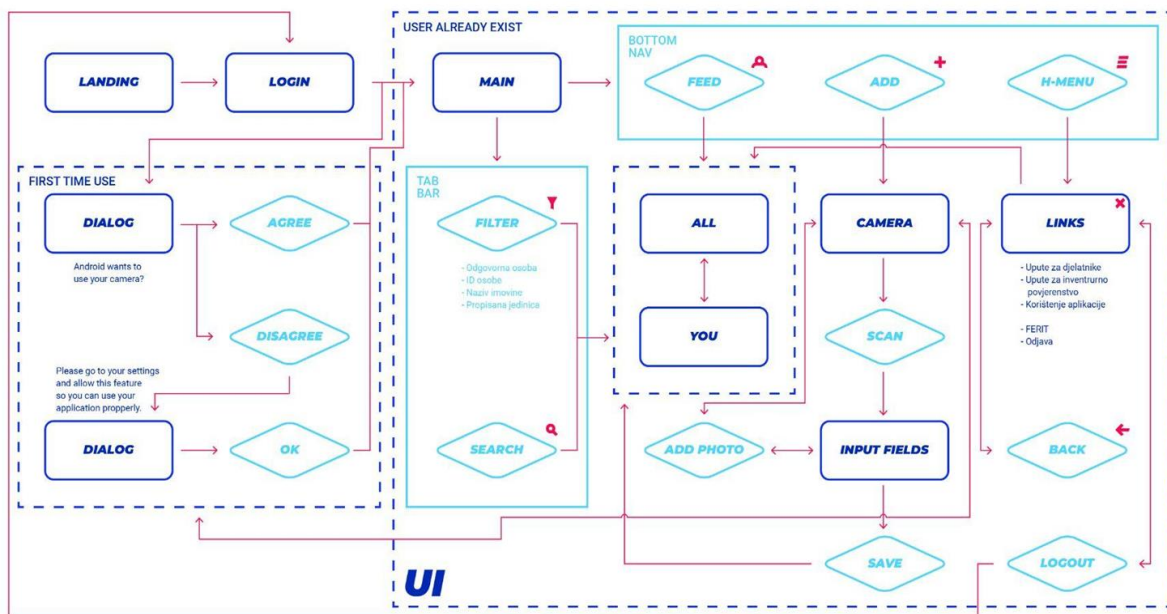 USER ALREADY EXIST
BOTTOM
NAV
LANDING
LOGIN
MAIN
FEED
ADD
H-MENU
FIRST TIME USE
DIALOG
AGREE
Android wants to
use your camera?
DISAGREE
Please go to your settings
and allow this feature
so you can use your
application propperly.
DIALOG
OK
TAB
BAR
FILTER
- Odgovorna osoba
- ID osobe
- Naziv imovine
- Propisana jedinica
SEARCH
ALL
YOU
CAMERA
SCAN
ADD PHOTO
INPUT FIELDS
SAVE
LINKS
- Upute za djelatnike
- Upute za inventrurno
povjerenstvo
- Korištenje aplikacije
- FERIT
- Odjava
BACK
LOGOUT
UI